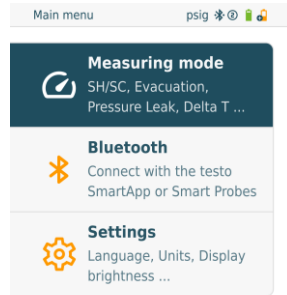 Main menu psig
Measuring mode
SH/SC, Evacuation,
Pressure Leak, Delta T ...
Bluetooth
Connect with the testo
SmartApp or Smart Probes
Settings
Language, Units, Display
brightness ...